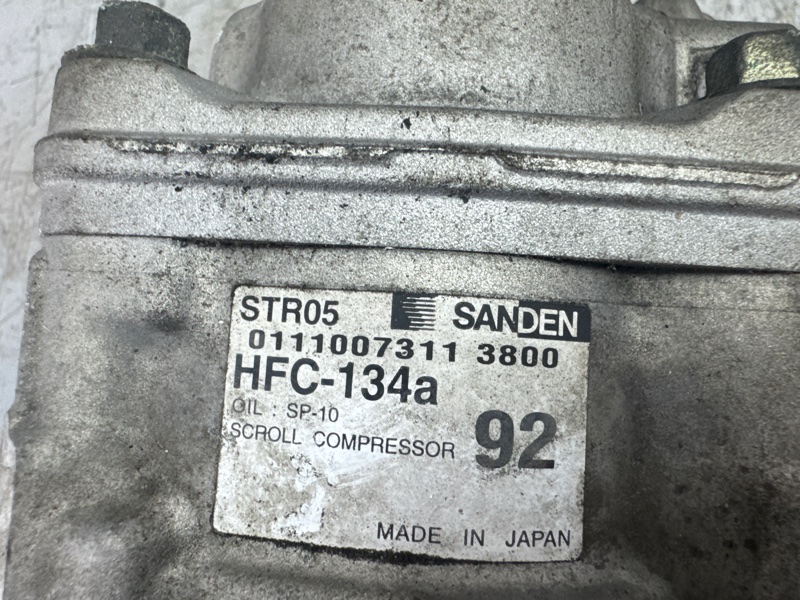 STR05 SANDEN
0111007311 3800
HFC-134a
OIL : SP-10
SCROLL COMPRESSOR 92
MADE IN JAPAN